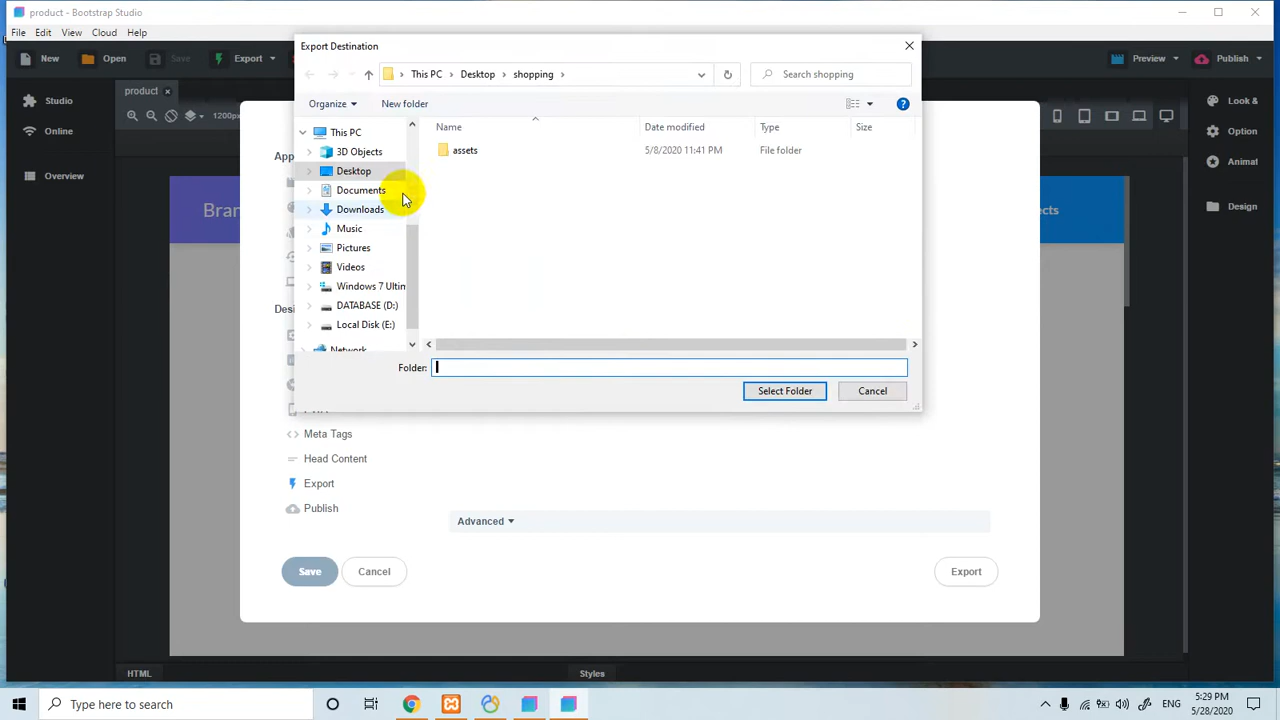 product - Bootstrap Studio
File Edit View Cloud Help
Export Destination
New Open Save Export Preview Publish
This PC Desktop shopping Search shopping
product
Organize New folder
1200px
Studio
Online
Overview
Look &
Option
Animat
Design
Name Date modified Type Size
assets 5/8/2020 11:41 PM File folder
This PC
3D Objects
Desktop
Documents
Downloads
Music
Pictures
Videos
Windows 7 Ultim
DATABASE (D:)
Local Disk (E:)
Network
App
Bran
ects
Desi
Folder:
Select Folder Cancel
Meta Tags
Head Content
Export
Publish
Advanced
Save Cancel Export
HTML Styles
Type here to search
ENG
5:29 PM
5/28/2020